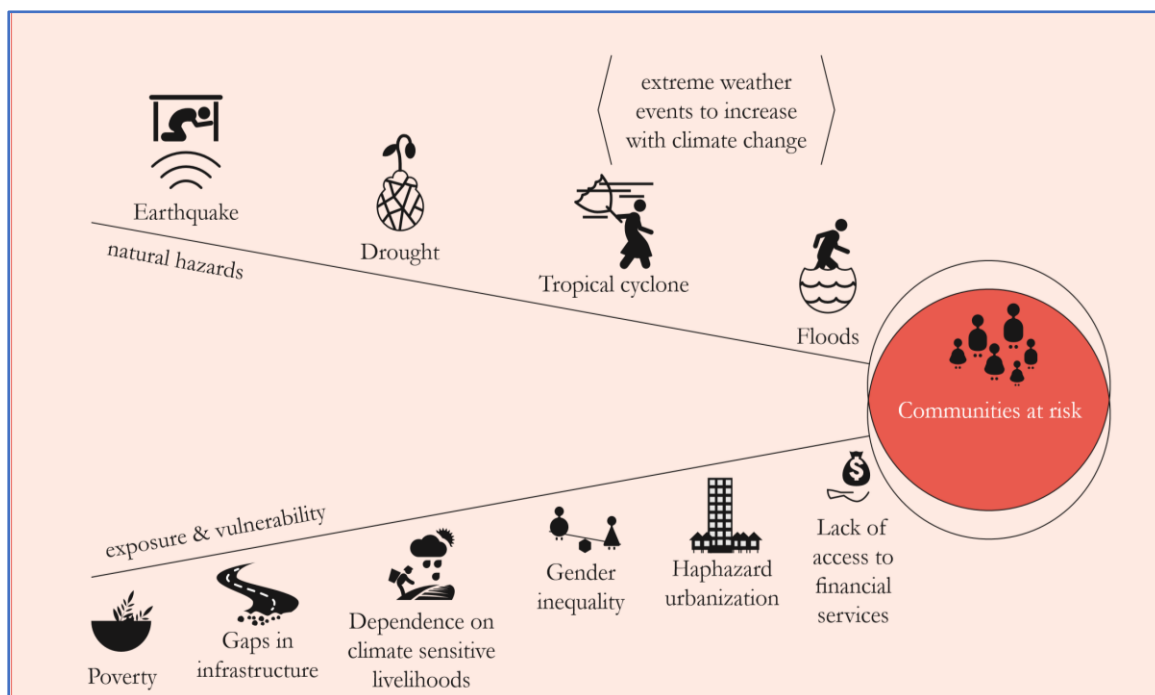 extreme weather
events to increase
with climate change
Earthquake
Drought
Tropical cyclone
Floods
natural hazards
Communities at risk
$
exposure & vulnerability
Poverty
Gaps in
infrastructure
Dependence on
climate sensitive
livelihoods
Gender
inequality
Haphazard
urbanization
Lack of
access to
financial
services